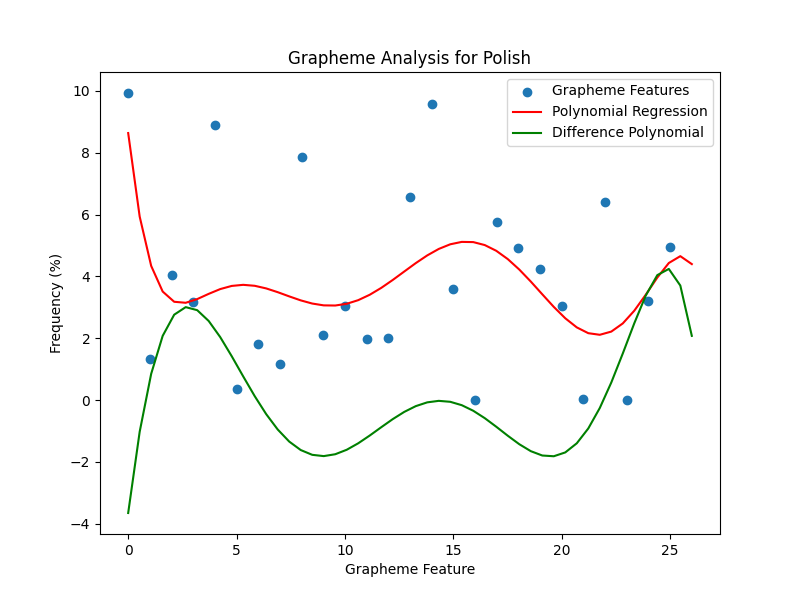 Grapheme Analysis for Polish
Grapheme Features
Polynomial Regression
Difference Polynomial
Frequency (%)
10
8
6
4
2
0
−2
−4
0 5 10 15 20 25
Grapheme Feature